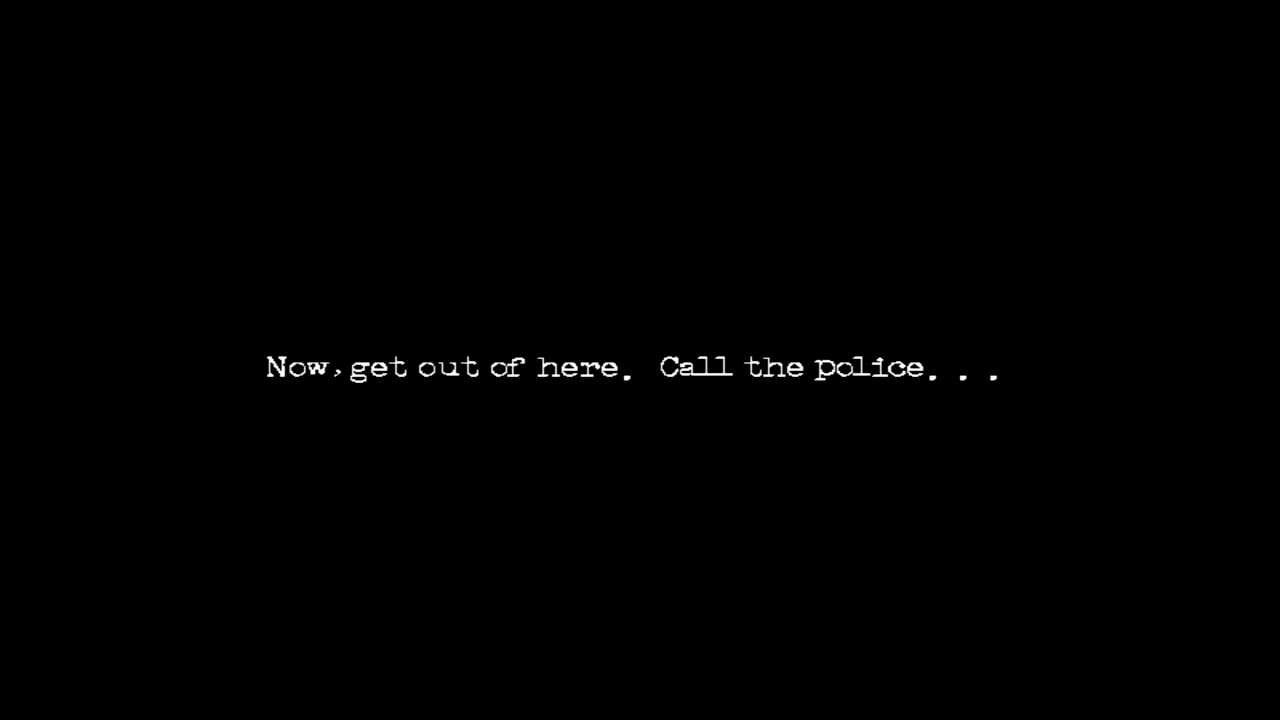 Now, get out of here.  Call the police. . .